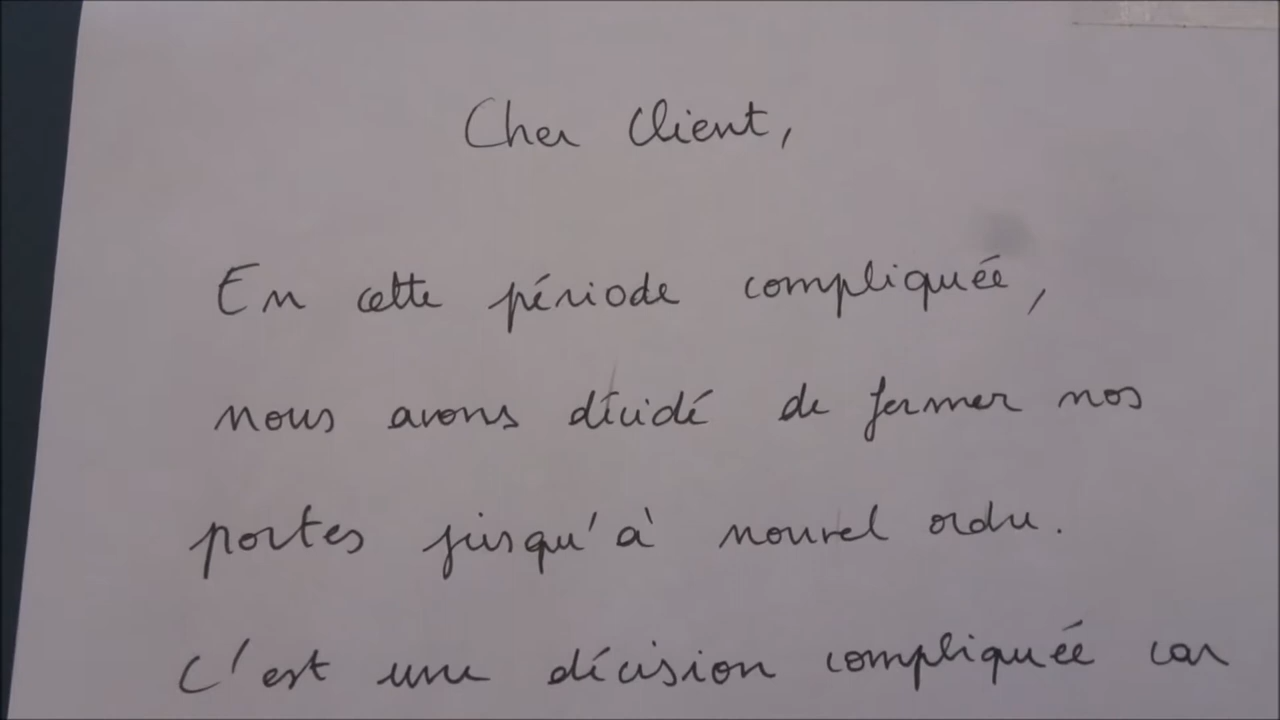 Cher Client,
En cette période compliquée,
nous avons décidé de fermer nos
portes jusqu'à nouvel ordre.
C'est une décision compliquée car